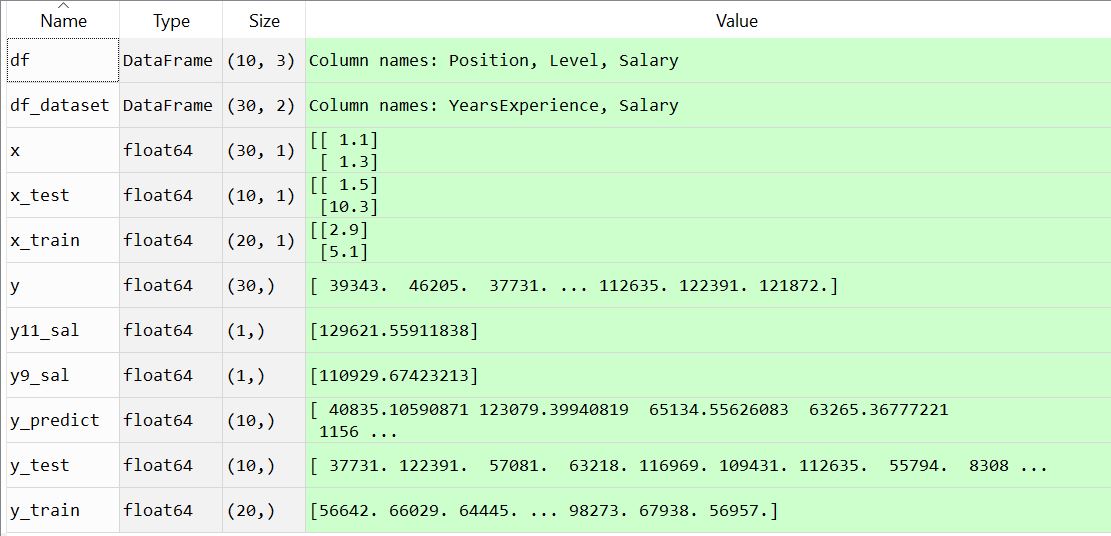 Name Type Size Value
df DataFrame (10, 3) Column names: Position, Level, Salary
df_dataset DataFrame (30, 2) Column names: YearsExperience, Salary
x float64 (30, 1) [[ 1.1]
[ 1.3]
x_test float64 (10, 1) [[ 1.5]
[10.3]
x_train float64 (20, 1) [[2.9]
[5.1]
y float64 (30,) [ 39343.  46205.  37731. ... 112635. 122391. 121872.]
y11_sal float64 (1,) [129621.55911838]
y9_sal float64 (1,) [110929.67423213]
y_predict float64 (10,) [ 40835.10590871 123079.39940819  65134.55626083  63265.36777221
1156 ...
y_test float64 (10,) [ 37731. 122391.  57081.  63218. 116969. 109431. 112635.  55794.  8308 ...
y_train float64 (20,) [56642. 66029. 64445. ... 98273. 67938. 56957.]